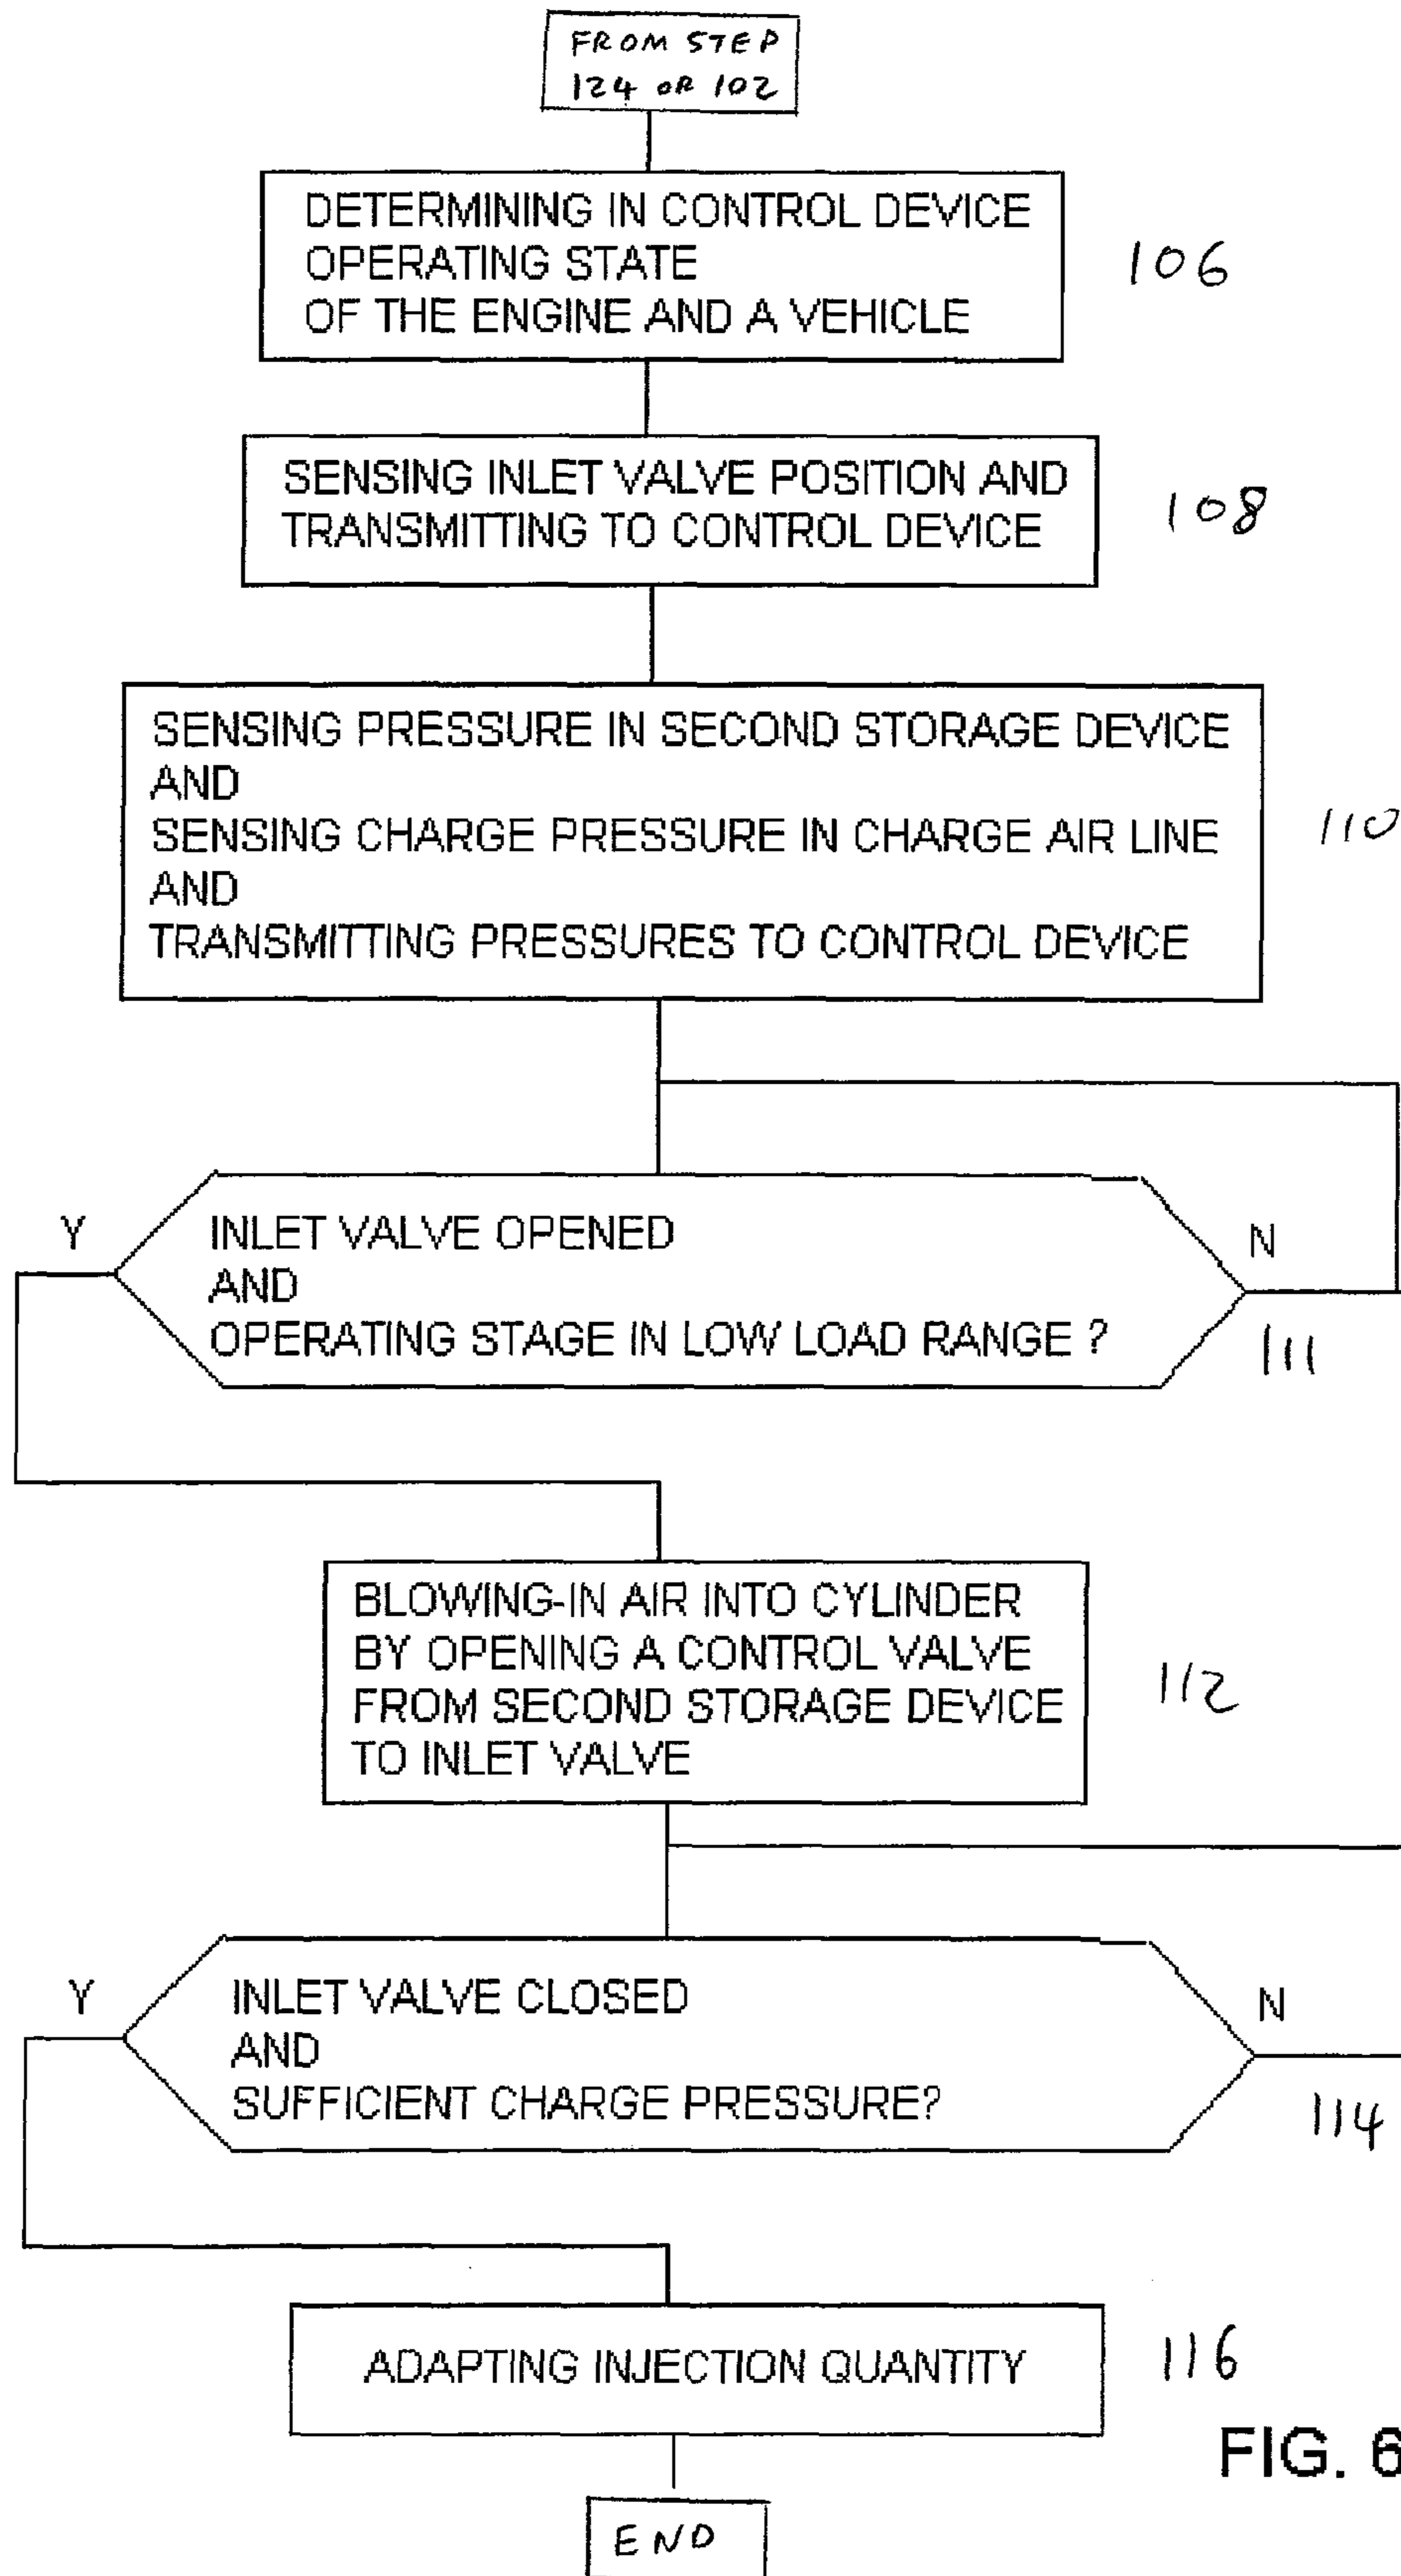 FROM STEP
124 OR 102
DETERMINING IN CONTROL DEVICE
OPERATING STATE
OF THE ENGINE AND A VEHICLE
106
SENSING INLET VALVE POSITION AND
TRANSMITTING TO CONTROL DEVICE
108
SENSING PRESSURE IN SECOND STORAGE DEVICE
AND
SENSING CHARGE PRESSURE IN CHARGE AIR LINE
AND
TRANSMITTING PRESSURES TO CONTROL DEVICE
110
Y
INLET VALVE OPENED
AND
OPERATING STAGE IN LOW LOAD RANGE ?
N
111
BLOWING-IN AIR INTO CYLINDER
BY OPENING A CONTROL VALVE
FROM SECOND STORAGE DEVICE
TO INLET VALVE
112
Y
INLET VALVE CLOSED
AND
SUFFICIENT CHARGE PRESSURE?
N
114
ADAPTING INJECTION QUANTITY
116
FIG. 6
END